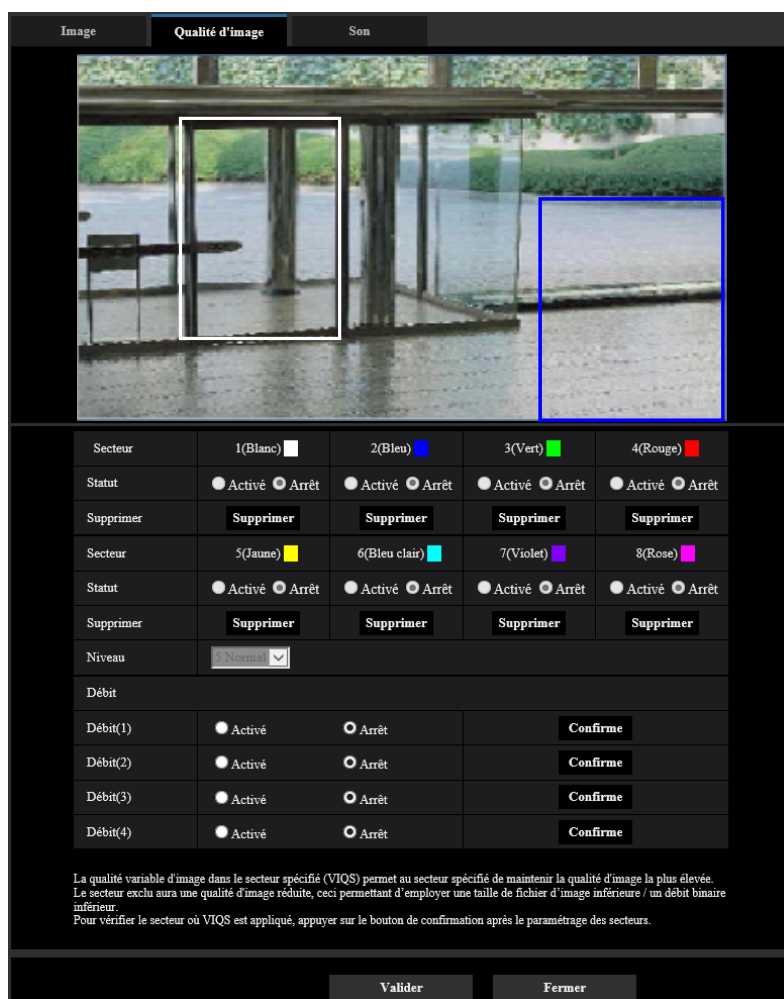 Image Qualité d'image Son
Secteur 1(Blanc) 2(Bleu) 3(Vert) 4(Rouge)
Statut Activé Arrêt Activé Arrêt Activé Arrêt Activé Arrêt
Supprimer Supprimer Supprimer Supprimer Supprimer
Secteur 5(Jaune) 6(Bleu clair) 7(Violet) 8(Rose)
Statut Activé Arrêt Activé Arrêt Activé Arrêt Activé Arrêt
Supprimer Supprimer Supprimer Supprimer Supprimer
Niveau 5 Normal
Débit
Débit(1) Activé Arrêt Confirme
Débit(2) Activé Arrêt Confirme
Débit(3) Activé Arrêt Confirme
Débit(4) Activé Arrêt Confirme
La qualité variable d'image dans le secteur spécifié (VIQS) permet au secteur spécifié de maintenir la qualité d'image la plus élevée.
Le secteur exclu aura une qualité d'image réduite, ceci permettant d’employer une taille de fichier d’image inférieure / un débit binaire
inférieur.
Pour vérifier le secteur où VIQS est appliqué, appuyer sur le bouton de confirmation après le paramétrage des secteurs.
Valider Fermer